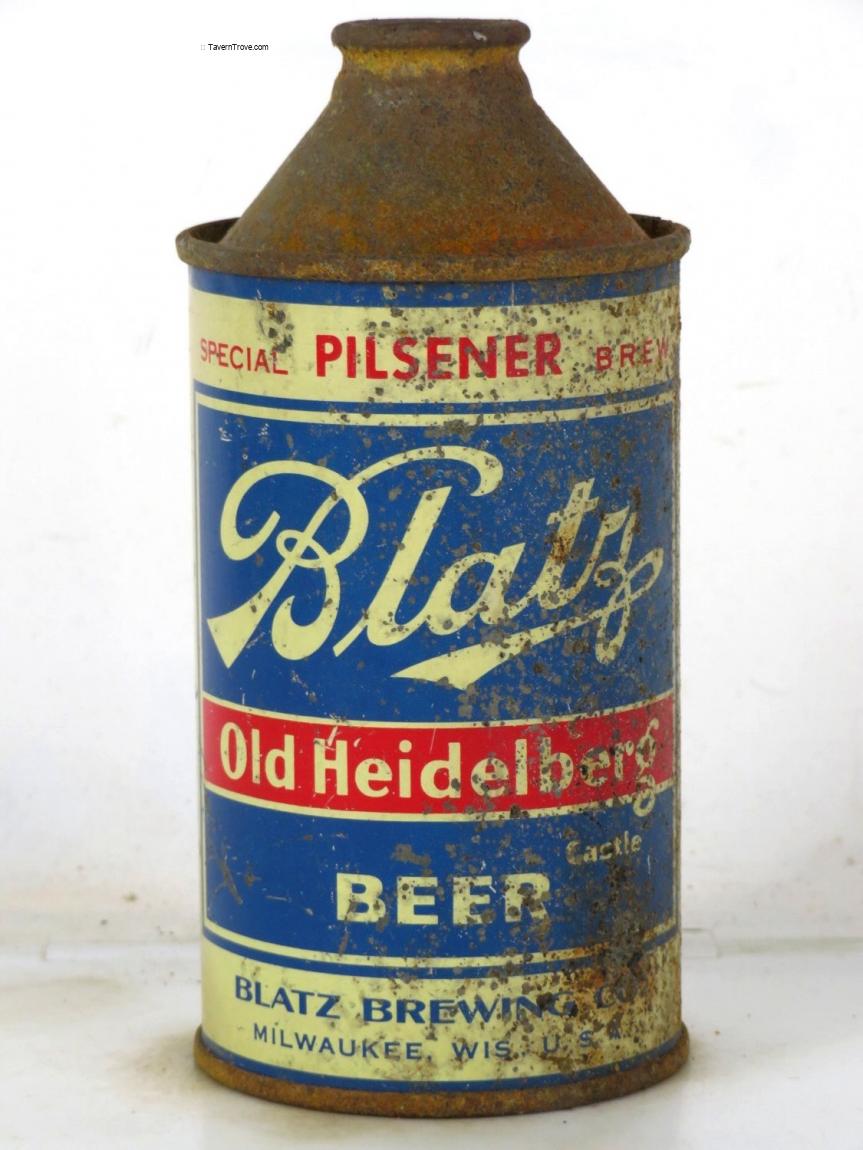 :: TavernTrove.com
SPECIAL PILSENER BREW
Blatz
Old Heidelberg
Castle
BEER
BLATZ BREWING CO.
MILWAUKEE, WIS. U.S.A.